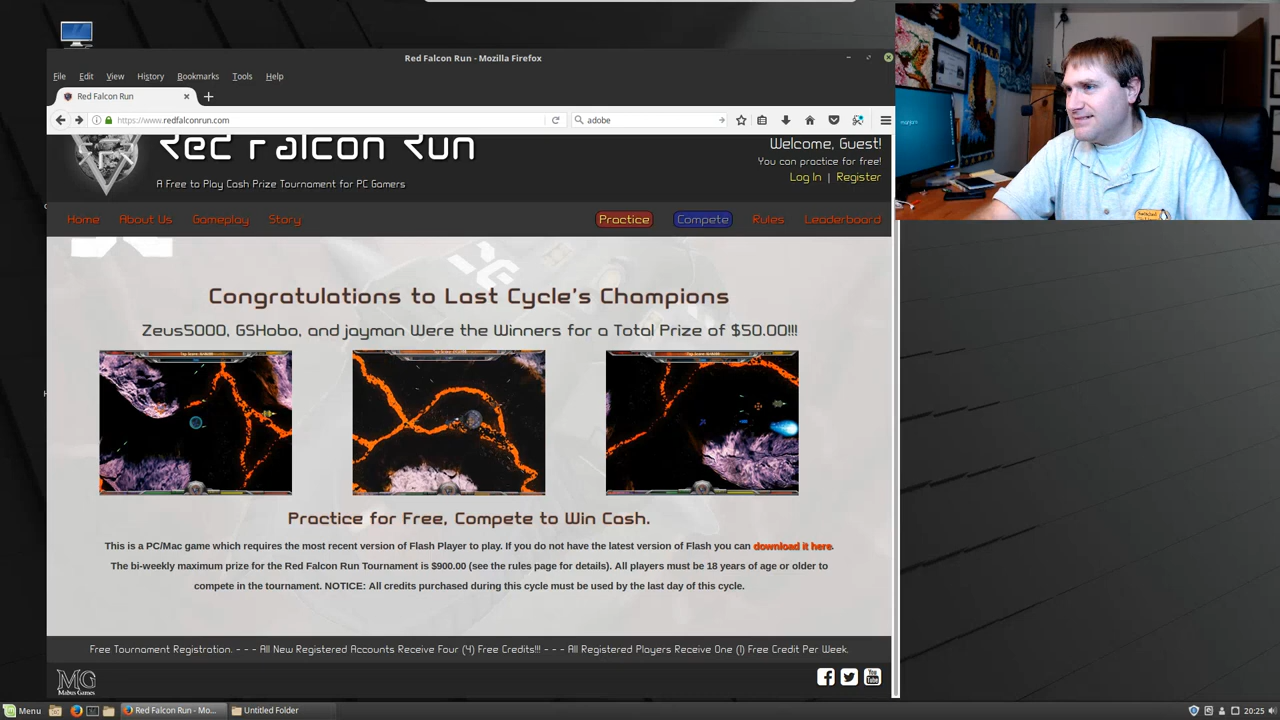 Red Falcon Run - Mozilla Firefox
File Edit View History Bookmarks Tools Help
Red Falcon Run
https://www.redfalconrun.com
adobe
Red Falcon Run
A Free to Play Cash Prize Tournament for PC Gamers
Welcome, Guest!
You can practice for free!
Log In | Register
Home About Us Gameplay Story Practice Compete Rules Leaderboard
Congratulations to Last Cycle's Champions
Zeus5000, GSHobo, and jayman Were the Winners for a Total Prize of $50.00!!!
Practice for Free, Compete to Win Cash.
This is a PC/Mac game which requires the most recent version of Flash Player to play. If you do not have the latest version of Flash you can download it here.
The bi-weekly maximum prize for the Red Falcon Run Tournament is $900.00 (see the rules page for details). All players must be 18 years of age or older to
compete in the tournament. NOTICE: All credits purchased during this cycle must be used by the last day of this cycle.
Free Tournament Registration. - - - All New Registered Accounts Receive Four (4) Free Credits!!! - - - All Registered Players Receive One (1) Free Credit Per Week.
MG
Mabus Games
You
Tube
Menu
Red Falcon Run - Mo...
Untitled Folder
20:25